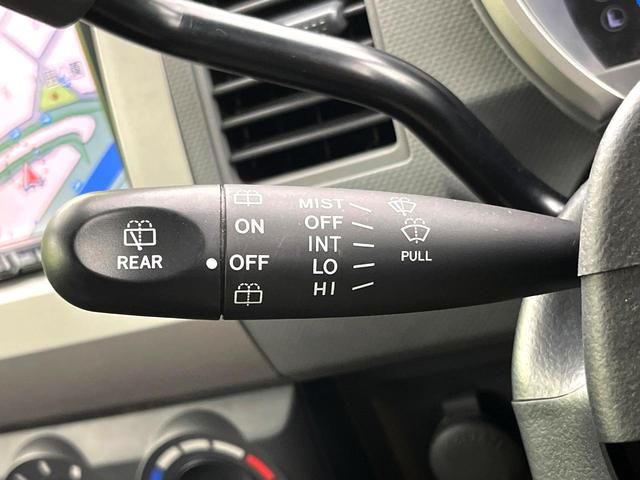 REAR
ON
OFF
MIST
OFF
INT
LO
HI
PULL